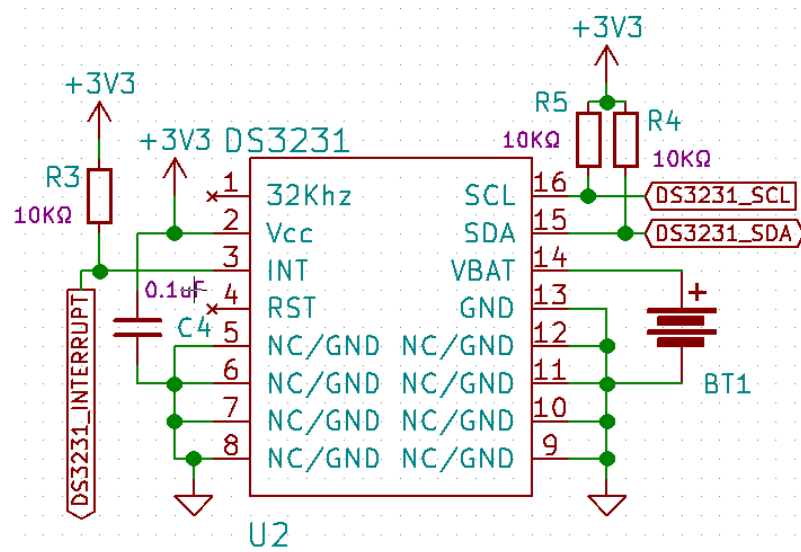 +3V3
R5
R4
10KΩ
10KΩ
+3V3
+3V3
DS3231
R3
10KΩ
1 32Khz SCL 16
DS3231_SCL
2 Vcc SDA 15
DS3231_SDA
3 INT VBAT 14
0.1uF
4 RST GND 13
+
C4
5 NC/GND NC/GND 12
6 NC/GND NC/GND 11
BT1
7 NC/GND NC/GND 10
8 NC/GND NC/GND 9
DS3231_INTERRUPT
U2